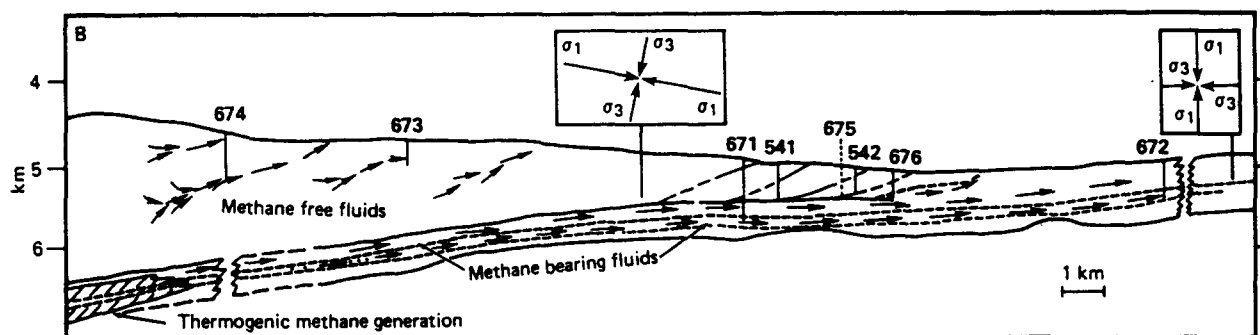 B
σ1
σ3
σ3
σ1
σ1
σ3
σ3
σ1
4
5
6
km
674
673
671
541
675
542
676
672
Methane free fluids
Methane bearing fluids
1 km
Thermogenic methane generation